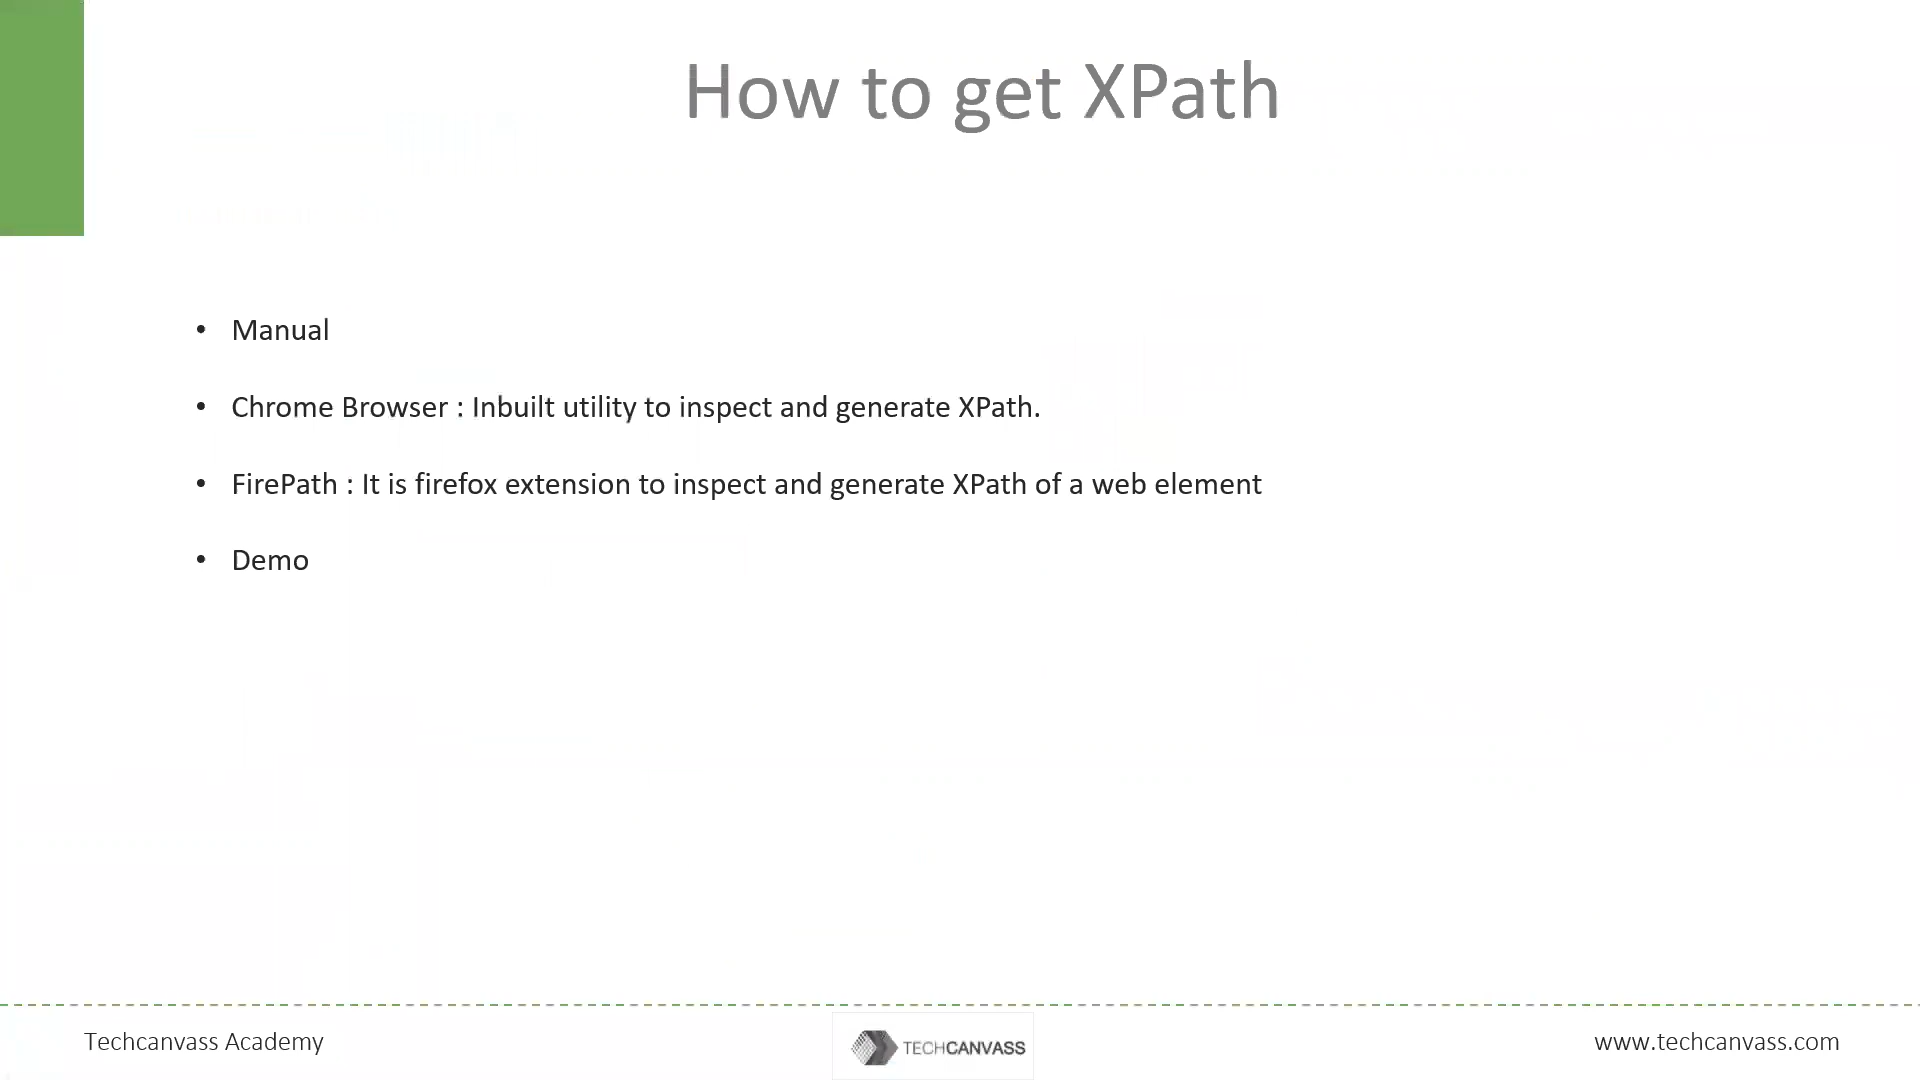 How to get XPath
• Manual
• Chrome Browser : Inbuilt utility to inspect and generate XPath.
• FirePath : It is firefox extension to inspect and generate XPath of a web element
• Demo
Techcanvass Academy
TECHCANVASS
www.techcanvass.com